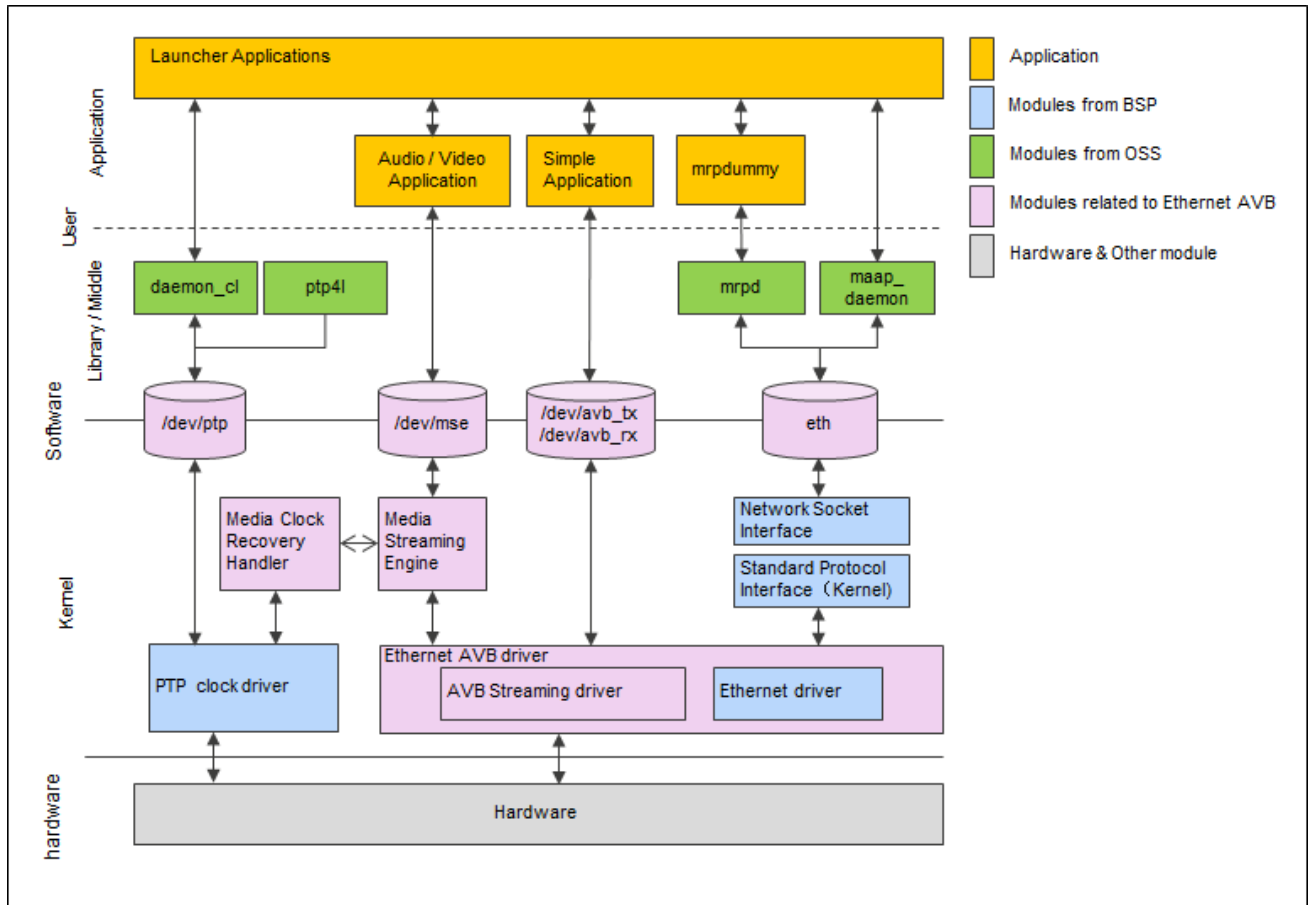 Launcher Applications
Application
Modules from BSP
Modules from OSS
Modules related to Ethernet AVB
Hardware & Other module
Application
Audio / Video
Application
Simple
Application
mrpdummy
User
Library / Middle
daemon_cl
ptp4l
mrpd
maap_
daemon
Software
/dev/ptp
/dev/mse
/dev/avb_tx
/dev/avb_rx
eth
Kernel
Media Clock
Recovery
Handler
Media
Streaming
Engine
Network Socket
Interface
Standard Protocol
Interface (Kernel)
PTP clock driver
Ethernet AVB driver
AVB Streaming driver
Ethernet driver
hardware
Hardware